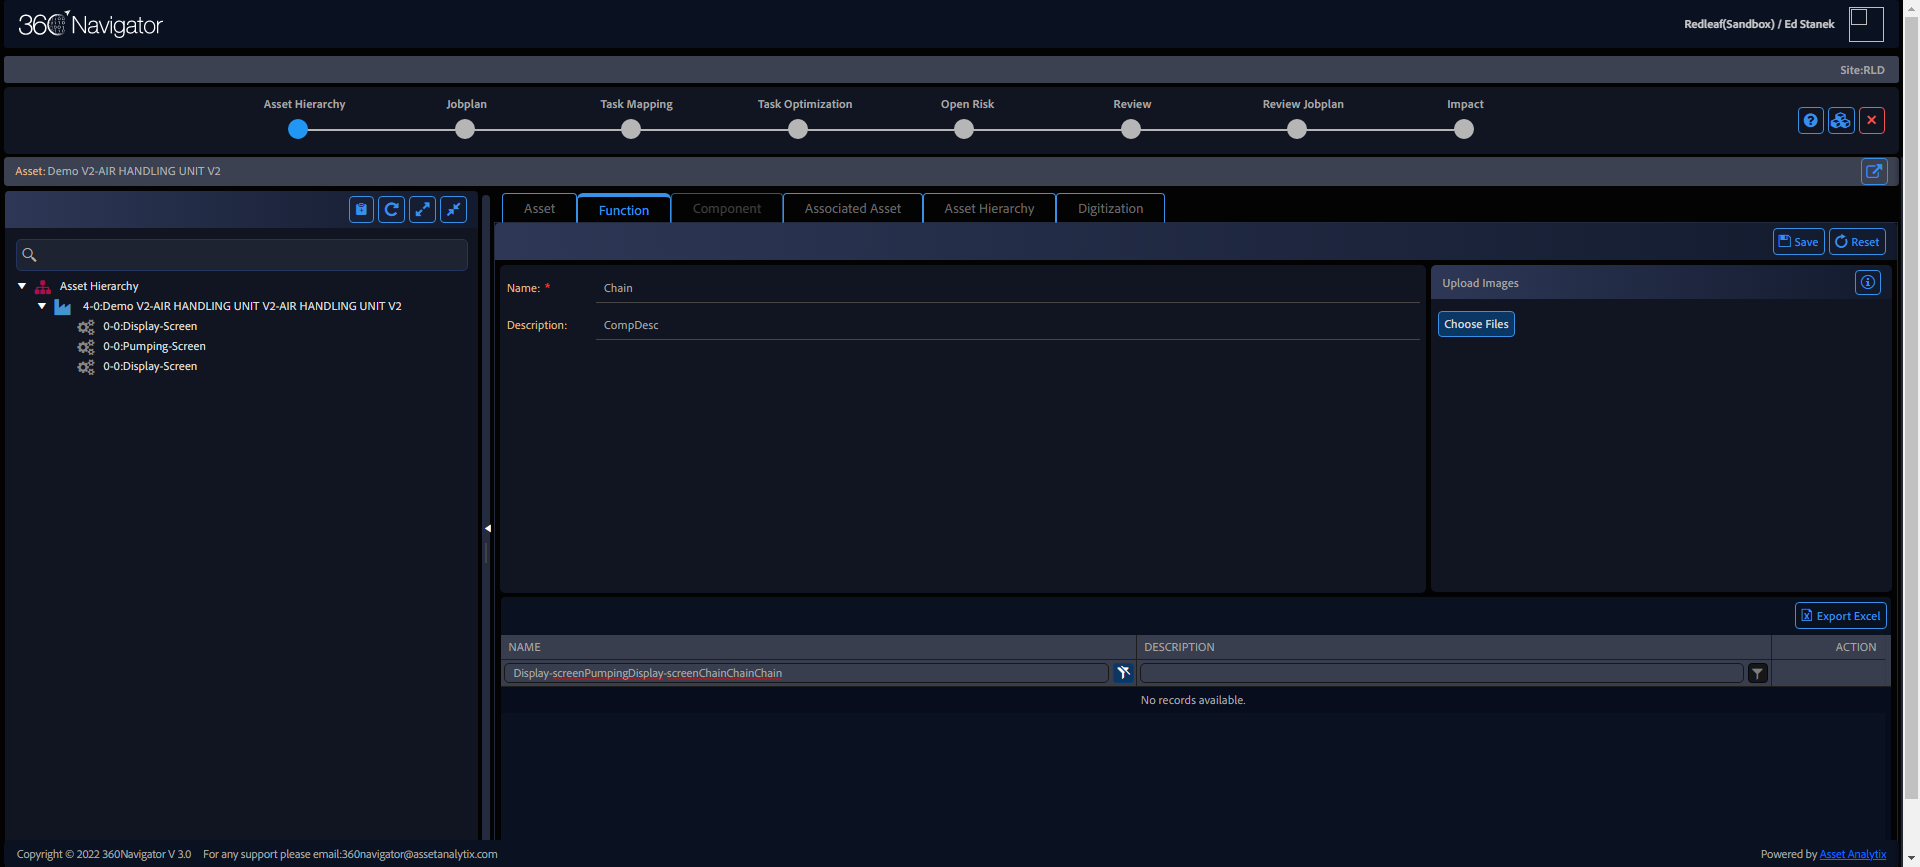 360 Navigator
Redleaf(Sandbox) / Ed Stanek
Site:RLD
Asset Hierarchy
Jobplan
Task Mapping
Task Optimization
Open Risk
Review
Review Jobplan
Impact
Asset: Demo V2-AIR HANDLING UNIT V2
Asset
Function
Component
Associated Asset
Asset Hierarchy
Digitization
Save
Reset
Asset Hierarchy
4-0:Demo V2-AIR HANDLING UNIT V2-AIR HANDLING UNIT V2
0-0:Display-Screen
0-0:Pumping-Screen
0-0:Display-Screen
Name: * Chain
Description: CompDesc
Upload Images
Choose Files
Export Excel
NAME
DESCRIPTION
ACTION
Display-screenPumpingDisplay-screenChainChainChain
No records available.
Copyright © 2022 360Navigator V 3.0 For any support please email:360navigator@assetanalytix.com
Powered by Asset Analytix